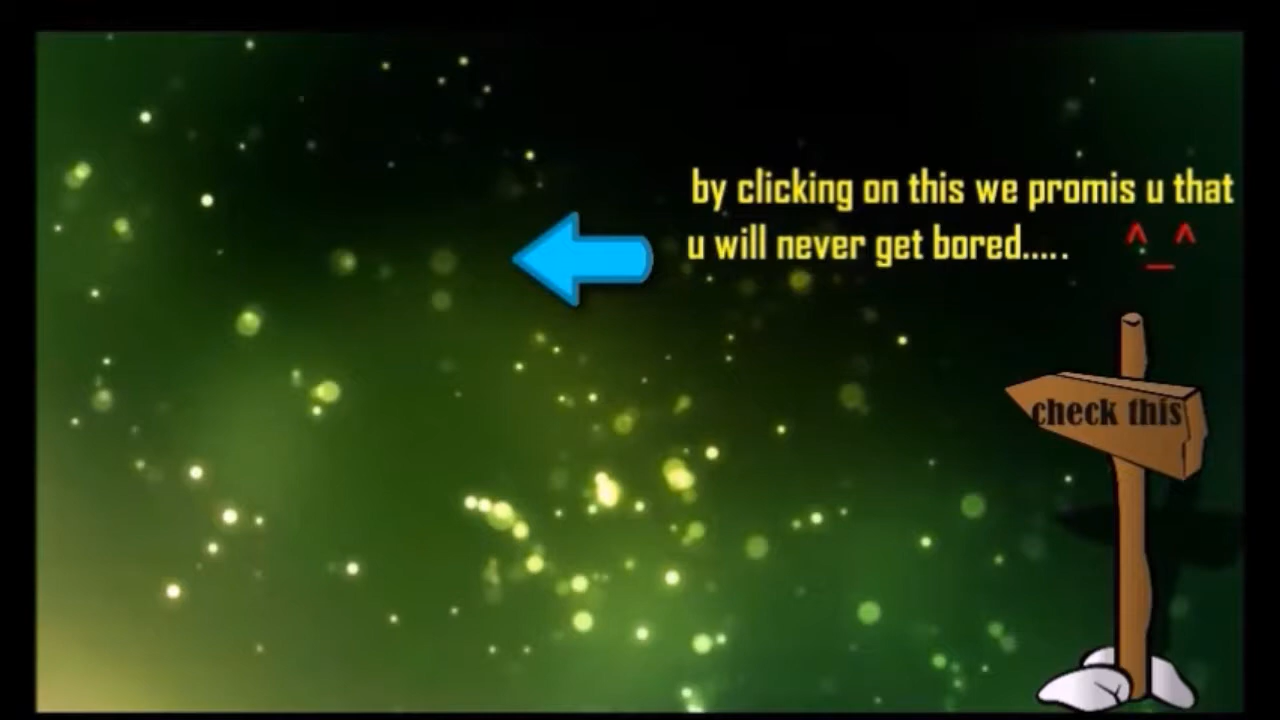 by clicking on this we promis u that
u will never get bored..... ^_^
check this